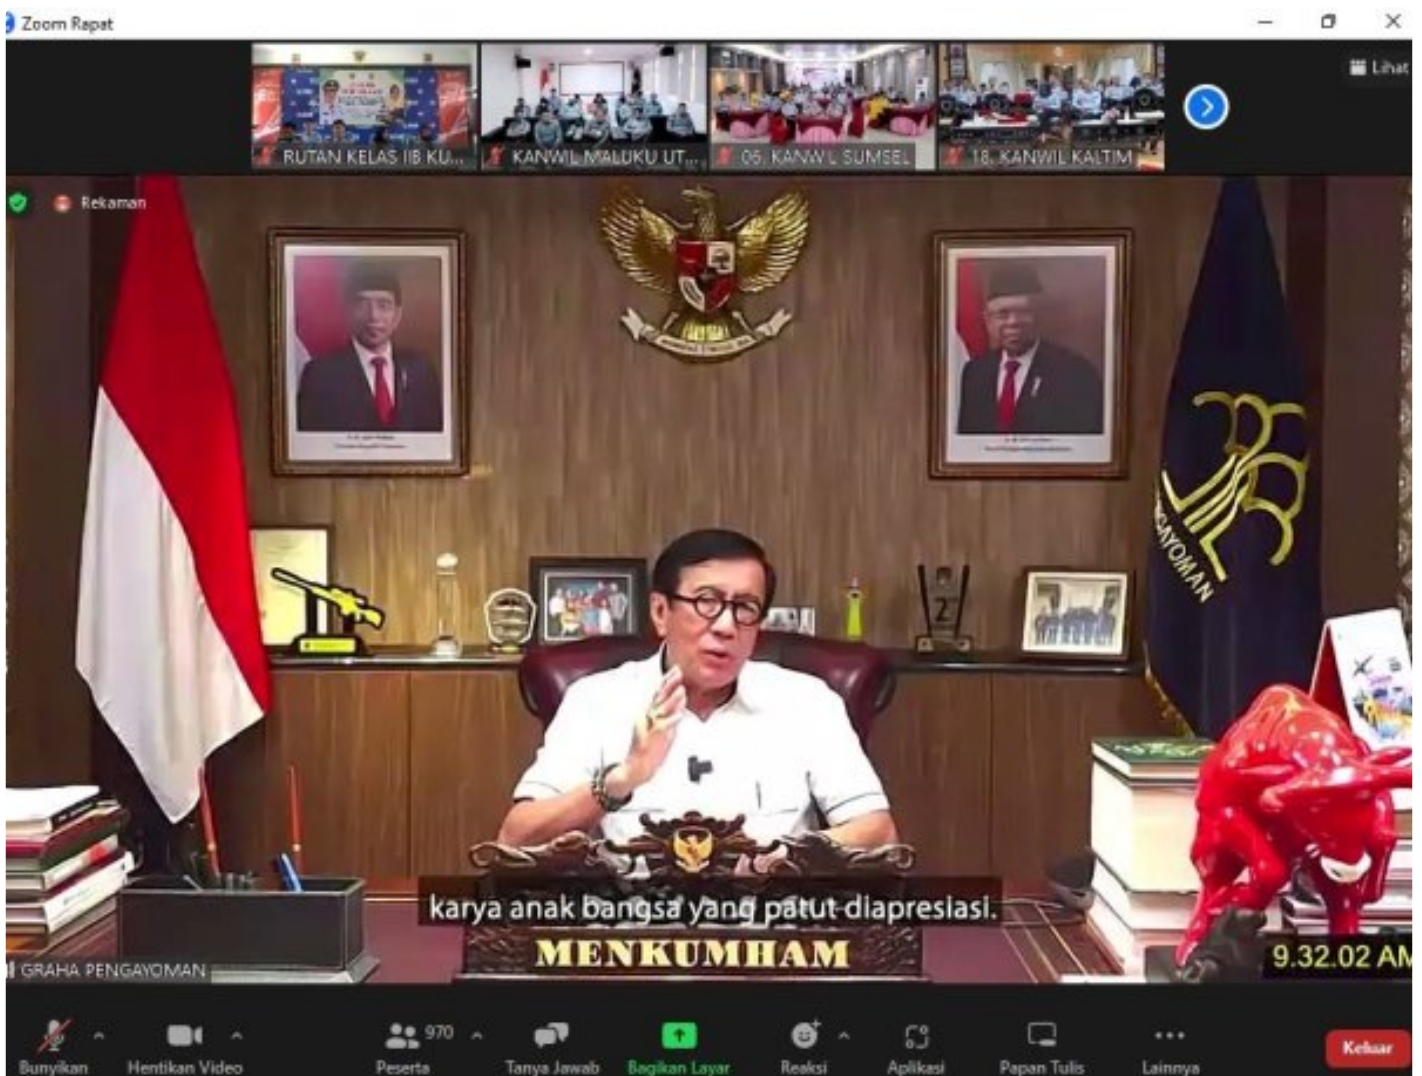 Zoom Rapat
Lihat
RUTAN KELAS IIB KU...
KANWIL MALUKU UT...
06. KANWIL SUMSEL
18. KANWIL KALTIM
Rekaman
GAYOMAN
2
karya anak bangsa yang patut diapresiasi.
MENKUMHAM
GRAHA PENGAYOMAN
9.32.02 AM
Bunyikan
Hentikan Video
970
Peserta
Tanya Jawab
Bagikan Layar
Reaksi
Aplikasi
Papan Tulis
Lainnya
Keluar